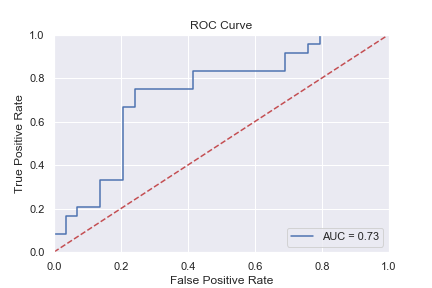 ROC Curve
1.0
0.8
0.6
0.4
0.2
0.0
True Positive Rate
AUC = 0.73
0.0 0.2 0.4 0.6 0.8 1.0
False Positive Rate